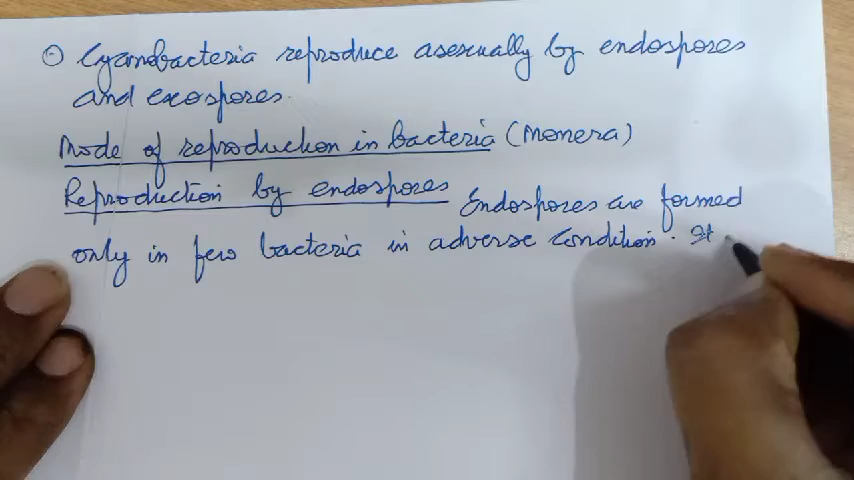 ⊙ Cyanobacteria reproduce asexually by endospores
and exospores.
Mode of reproduction in bacteria (Monera)
Reproduction by endospores Endospores are formed
only in few bacteria in adverse condition. It